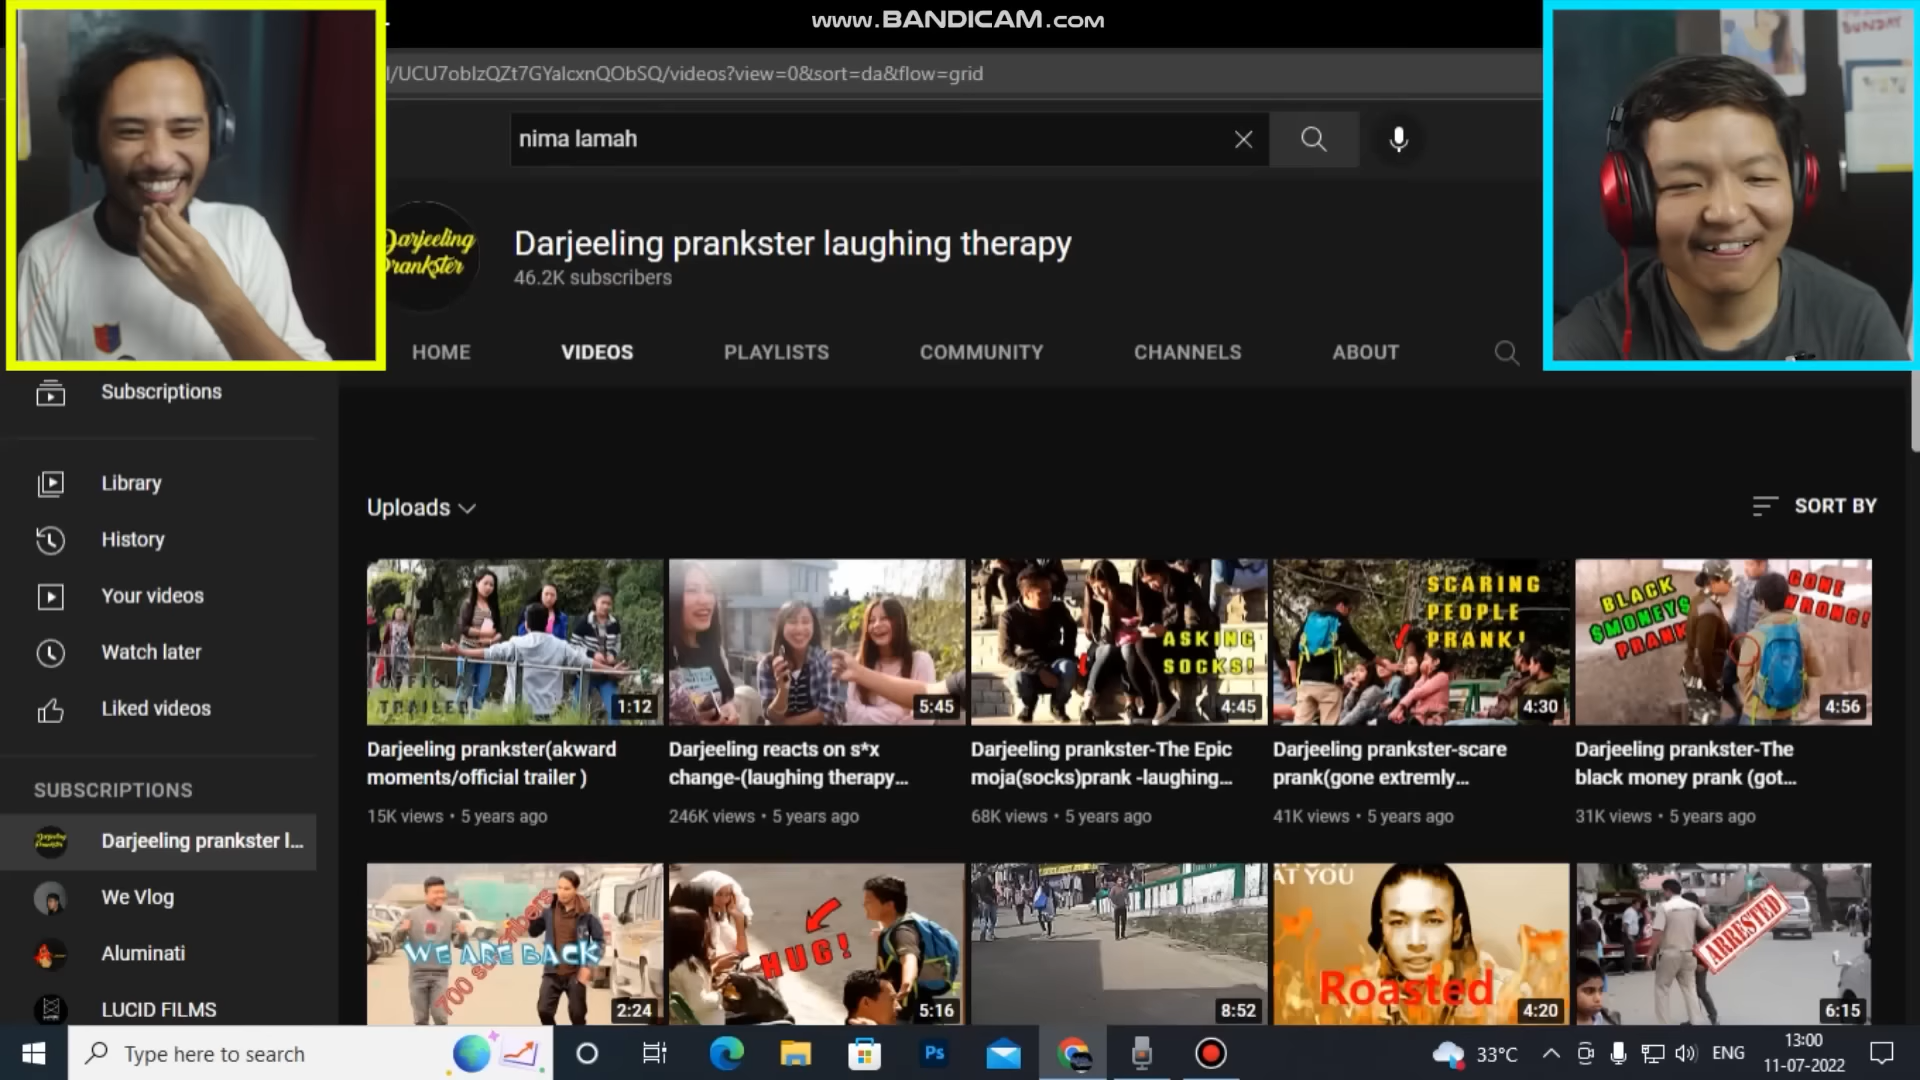 www.BANDICAM.com
SUNDAY
/UCU7obIzQZt7GYalcxnQObSQ/videos?view=0&sort=da&flow=grid
nima lamah
Darjeeling
Prankster
Darjeeling prankster laughing therapy
46.2K subscribers
HOME
VIDEOS
PLAYLISTS
COMMUNITY
CHANNELS
ABOUT
Subscriptions
Library
History
Your videos
Watch later
Liked videos
SUBSCRIPTIONS
Darjeeling prankster l...
We Vlog
Aluminati
LUCID FILMS
Uploads
SORT BY
TRAILER
1:12
5:45
ASKING
SOCKS!
4:45
SCARING
PEOPLE
PRANK!
4:30
BLACK
$MONEY$
PRANK
GONE
WRONG!
4:56
Darjeeling prankster(akward
moments/official trailer )
15K views • 5 years ago
Darjeeling reacts on s*x
change-(laughing therapy...
246K views • 5 years ago
Darjeeling prankster-The Epic
moja(socks)prank -laughing...
68K views • 5 years ago
Darjeeling prankster-scare
prank(gone extremly...
41K views • 5 years ago
Darjeeling prankster-The
black money prank (got...
31K views • 5 years ago
WE ARE BACK
700 subscribers
2:24
HUG!
5:16
8:52
AT YOU
Roasted
4:20
ARRESTED
6:15
Type here to search
Ps
33°C
ENG
13:00
11-07-2022